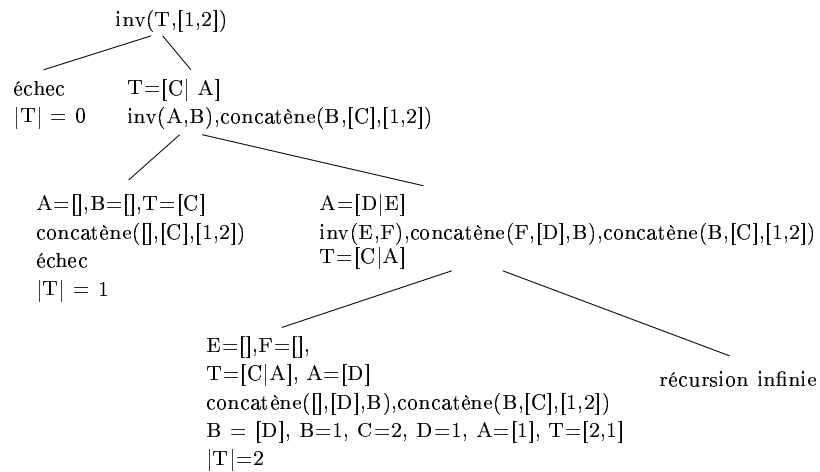 inv(T,[1,2])
échec
|T| = 0
T=[C| A]
inv(A,B),concatène(B,[C],[1,2])
A=[],B=[],T=[C]
concatène([],[C],[1,2])
échec
|T| = 1
A=[D|E]
inv(E,F),concatène(F,[D],B),concatène(B,[C],[1,2])
T=[C|A]
E=[],F=[],
T=[C|A], A=[D]
concatène([],[D],B),concatène(B,[C],[1,2])
B = [D], B=1, C=2, D=1, A=[1], T=[2,1]
|T|=2
récursion infinie